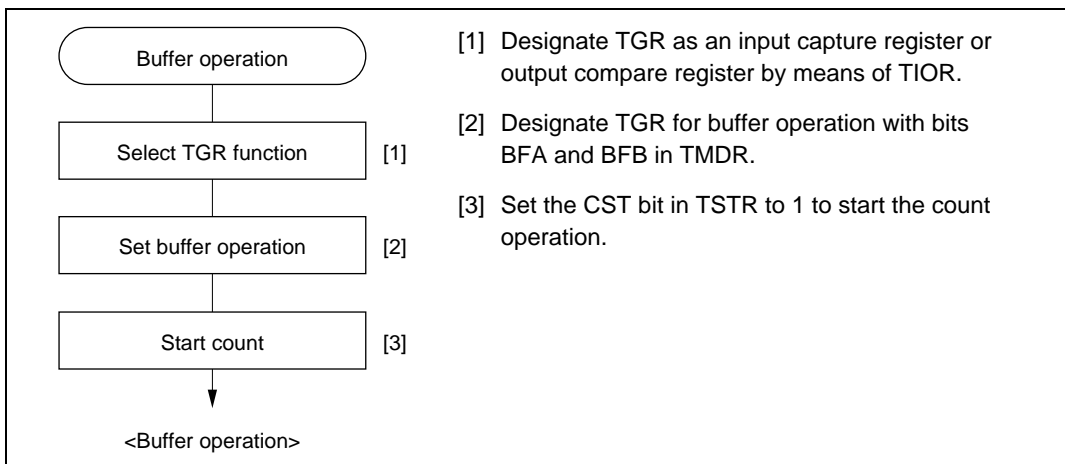 Buffer operation
Select TGR function [1]
Set buffer operation [2]
Start count [3]
<Buffer operation>
[1] Designate TGR as an input capture register or
output compare register by means of TIOR.
[2] Designate TGR for buffer operation with bits
BFA and BFB in TMDR.
[3] Set the CST bit in TSTR to 1 to start the count
operation.